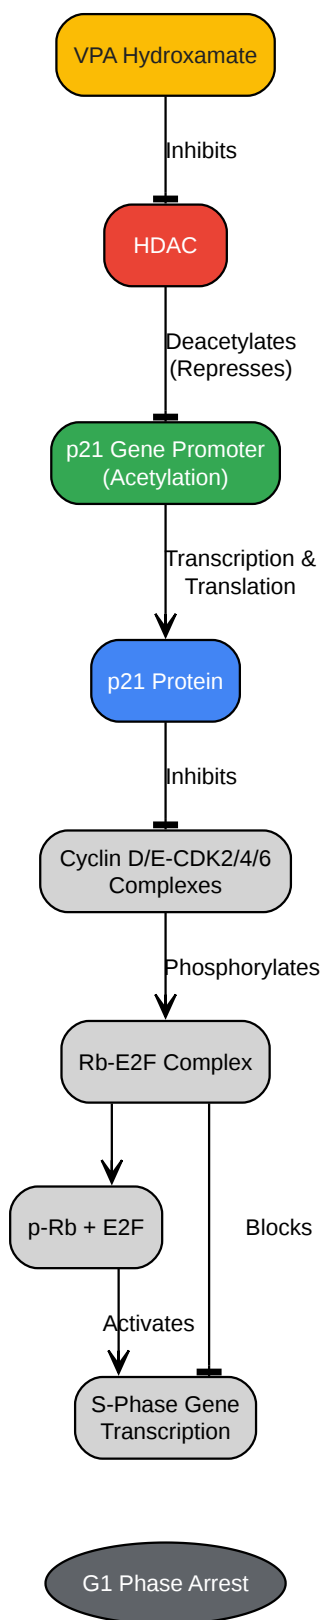 VPA Hydroxamate
Inhibits
HDAC
Deacetylates
(Represses)
p21 Gene Promoter
(Acetylation)
Transcription &
Translation
p21 Protein
Inhibits
Cyclin D/E-CDK2/4/6
Complexes
Phosphorylates
Rb-E2F Complex
p-Rb + E2F
Blocks
Activates
S-Phase Gene
Transcription
G1 Phase Arrest